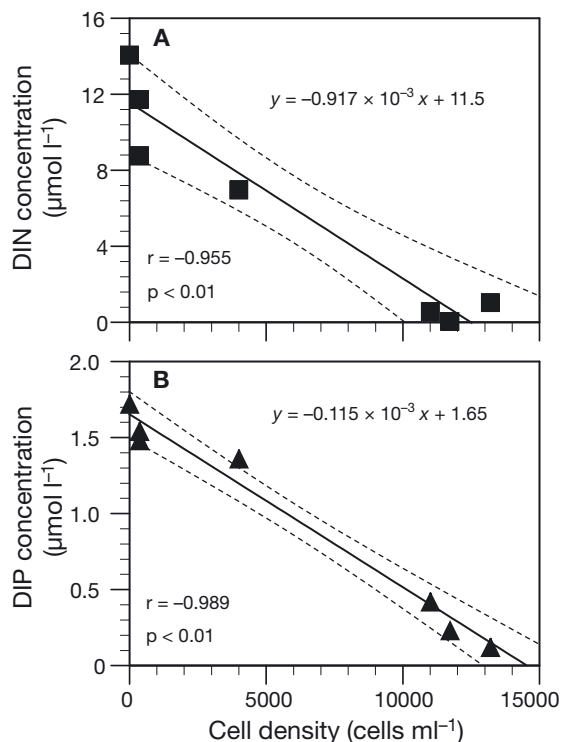 A
16
12
8
4
0
DIN concentration
(μmol l⁻¹)
y = –0.917 × 10⁻³ x + 11.5
r = –0.955
p < 0.01
B
2.0
1.5
1.0
0.5
0
DIP concentration
(μmol l⁻¹)
y = –0.115 × 10⁻³ x + 1.65
r = –0.989
p < 0.01
0 5000 10000 15000
Cell density (cells ml⁻¹)